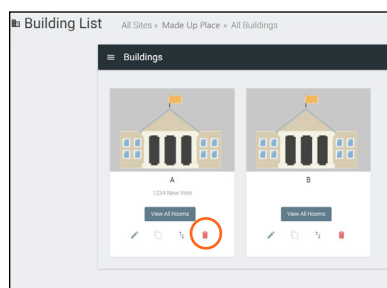 Building List All Sites » Made Up Place » All Buildings
Buildings
A
1234 New York
View All Rooms
B
View All Rooms